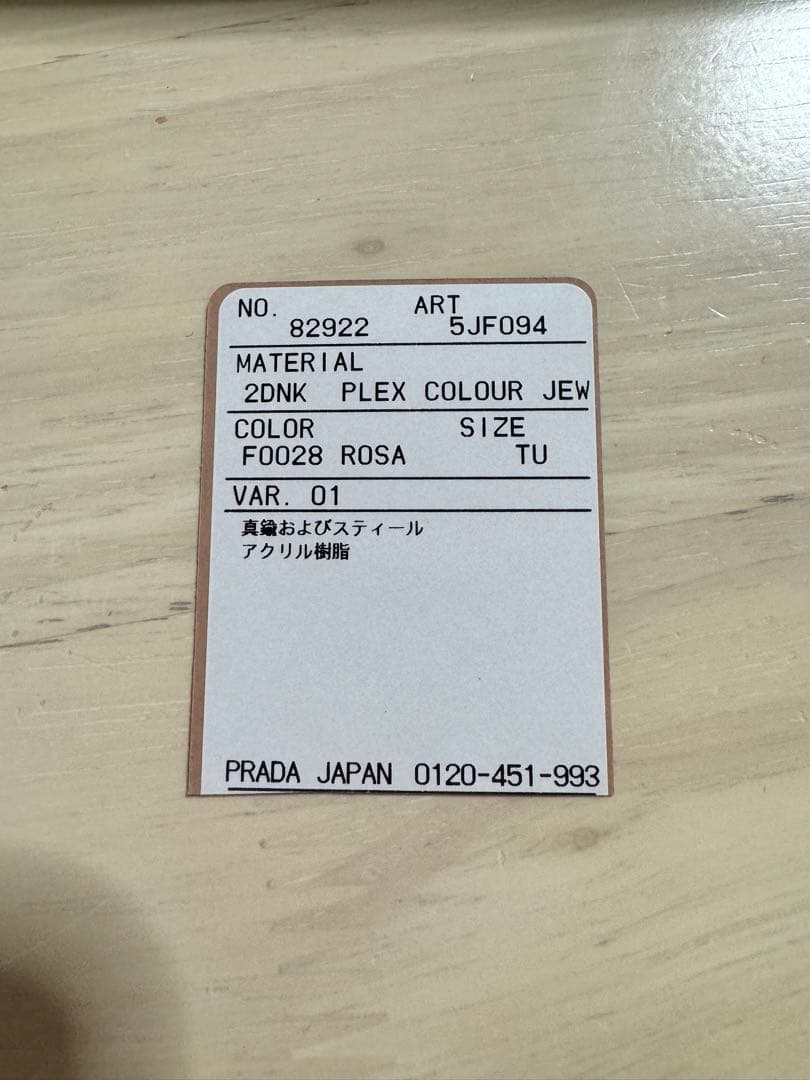 NO. ART
82922 5JF094
MATERIAL
2DNK PLEX COLOUR JEW
COLOR SIZE
F0028 ROSA TU
VAR. 01
真鍮およびスティール
アクリル樹脂
PRADA JAPAN 0120-451-993